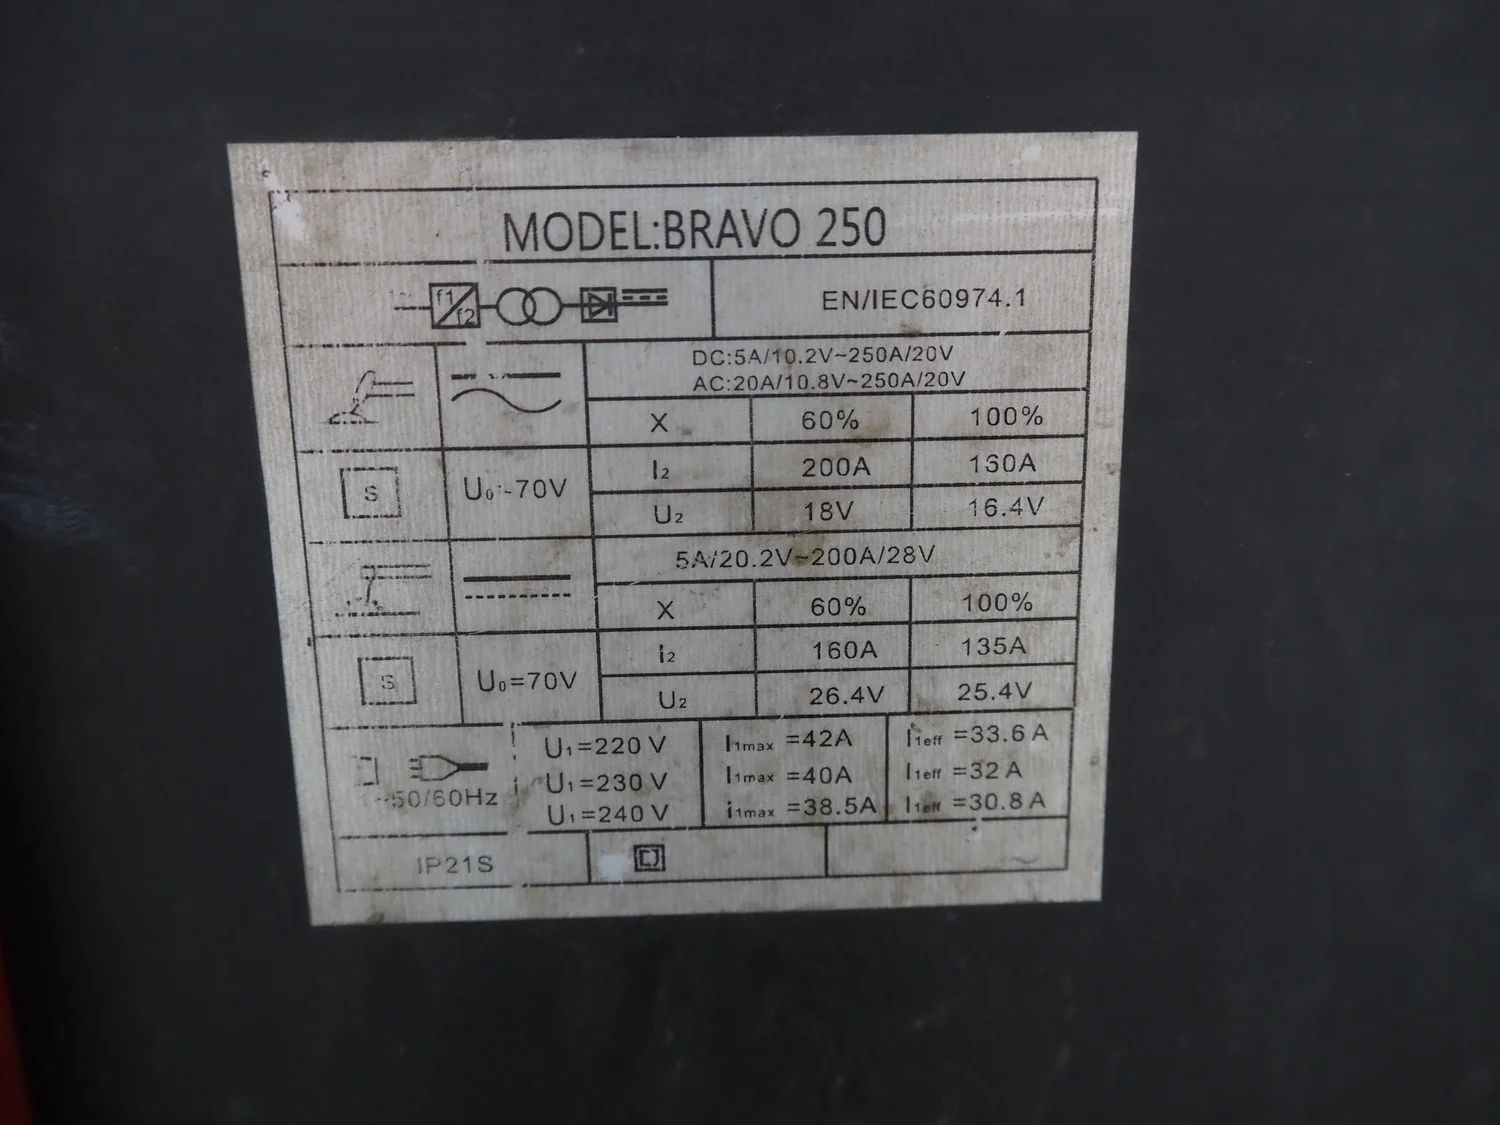 MODEL:BRAVO 250
f1
f2
EN/IEC60974.1
DC:5A/10.2V~250A/20V
AC:20A/10.8V~250A/20V
X 60% 100%
S U₀:~70V I₂ 200A 160A
U₂ 18V 16.4V
5A/20.2V~200A/28V
X 60% 100%
S U₀=70V I₂ 160A 135A
U₂ 26.4V 25.4V
U₁=220 V I₁max =42A I₁eff =33.6 A
~50/60Hz U₁=230 V I₁max =40A I₁eff =32 A
U₁=240 V I₁max =38.5A I₁eff =30.8 A
IP21S